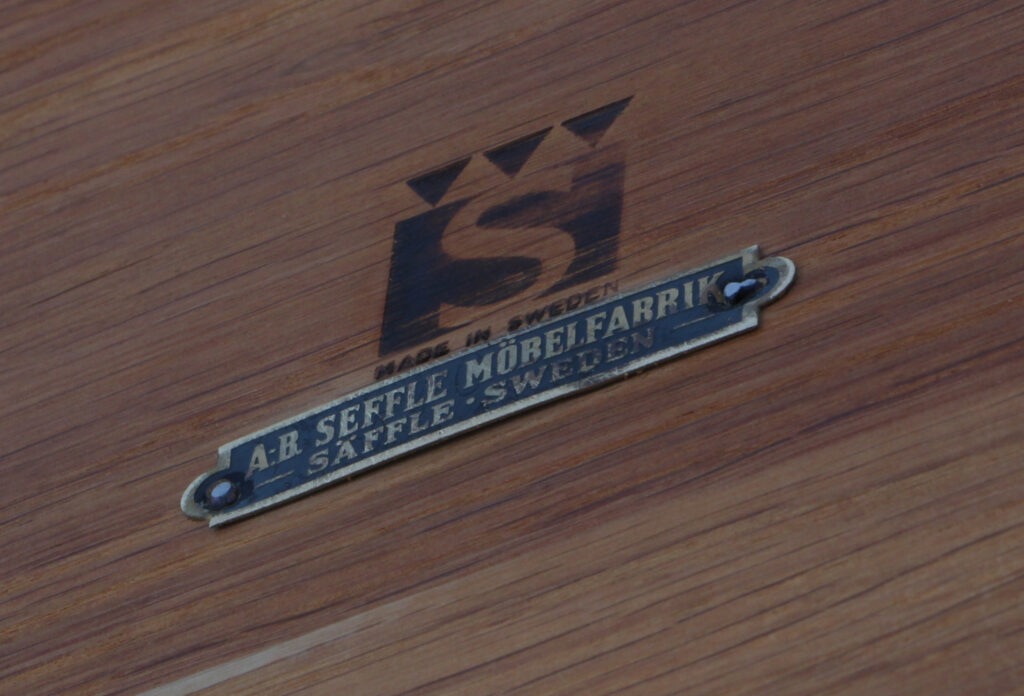 S
MADE IN SWEDEN
A-B. SEFFLE MÖBELFABRIK
SÄFFLE · SWEDEN